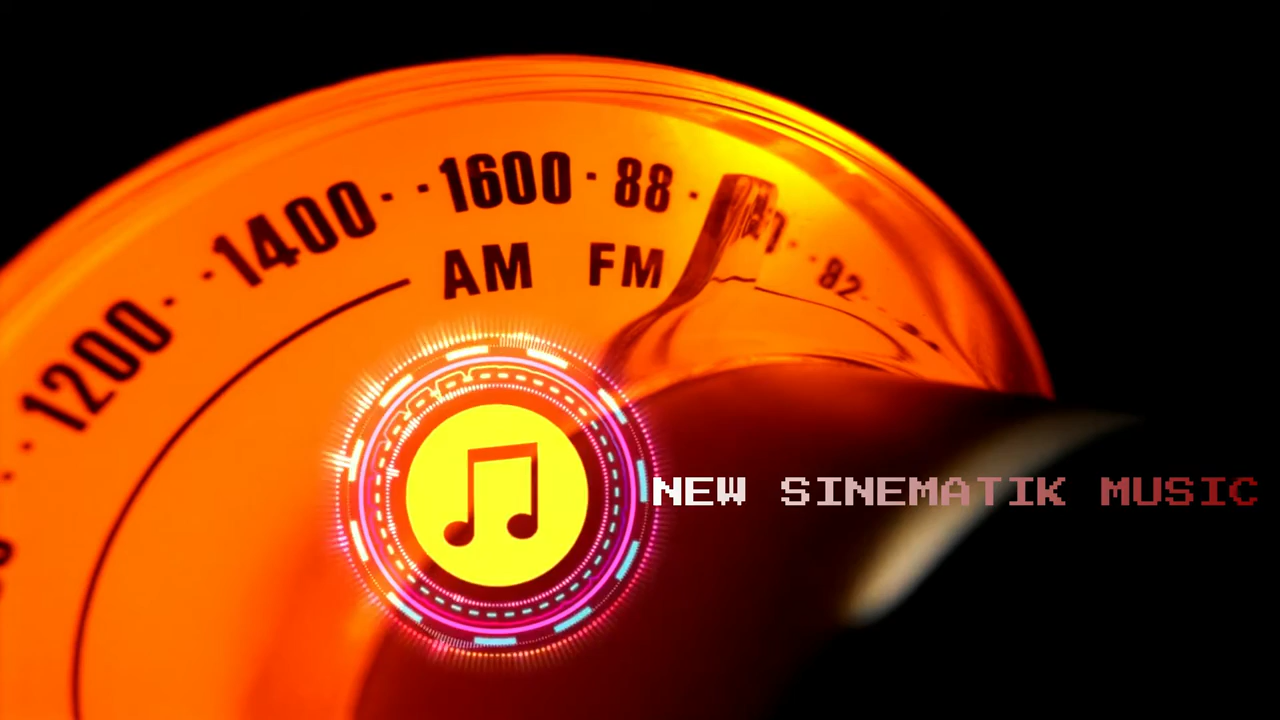 1200 · · 1400 · · 1600 · 88 ·
82
AM FM
NEW SINEMATIK MUSIC